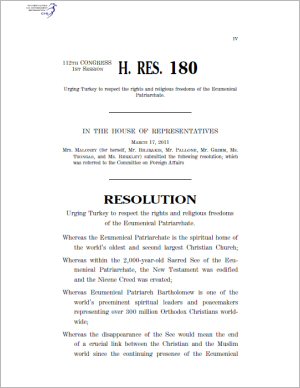 IV
112TH CONGRESS
1ST SESSION
H. RES. 180
Urging Turkey to respect the rights and religious freedoms of the Ecumenical
Patriarchate.
IN THE HOUSE OF REPRESENTATIVES
MARCH 17, 2011
Mrs. MALONEY (for herself, Mr. BILIRAKIS, Mr. PALLONE, Mr. GRIMM, Ms.
TSONGAS, and Ms. BERKLEY) submitted the following resolution; which
was referred to the Committee on Foreign Affairs
RESOLUTION
Urging Turkey to respect the rights and religious freedoms
of the Ecumenical Patriarchate.
Whereas the Ecumenical Patriarchate is the spiritual home of
the world's oldest and second largest Christian Church;
Whereas within the 2,000-year-old Sacred See of the Ecu-
menical Patriarchate, the New Testament was codified
and the Nicene Creed was created;
Whereas Ecumenical Patriarch Bartholomew is one of the
world's preeminent spiritual leaders and peacemakers
representing over 300 million Orthodox Christians world-
wide;
Whereas the disappearance of the See would mean the end
of a crucial link between the Christian and the Muslim
world since the continuing presence of the Ecumenical